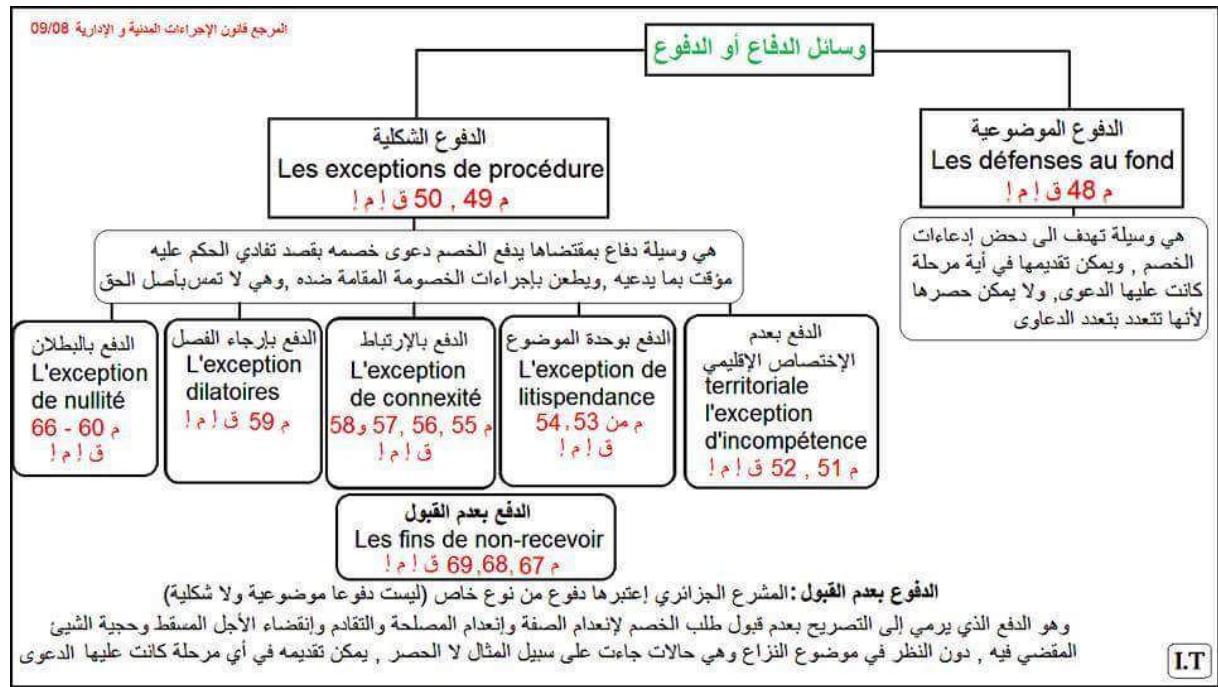 المرجع قانون الإجراءات المدنية و الإدارية 09/08
وسائل الدفاع أو الدفوع
الدفوع الموضوعية
Les défenses au fond
م 48 ق إ م إ
هي وسيلة تهدف الى دحض إدعاءات
الخصم , ويمكن تقديمها في أية مرحلة
كانت عليها الدعوى, ولا يمكن حصرها
لأنها تتعدد بتعدد الدعاوى
الدفوع الشكلية
Les exceptions de procédure
م 49 , 50 ق إ م إ
هي وسيلة دفاع بمقتضاها يدفع الخصم دعوى خصمه بقصد تفادي الحكم عليه
مؤقت بما يدعيه ,ويطعن بإجراءات الخصومة المقامة ضده ,وهي لا تمس بأصل الحق
الدفع بعدم
الإختصاص الإقليمي
territoriale
l'exception
d'incompétence
م 51 , 52 ق إ م إ
الدفع بوحدة الموضوع
L'exception de
litispendance
م من 53، 54
ق إ م إ
الدفع بالإرتباط
L'exception
de connexité
م 55 ,56 ,57 و58
ق إ م إ
الدفع بإرجاء الفصل
L'exception
dilatoires
م 59 ق إ م إ
الدفع بالبطلان
L'exception
de nullité
م 60 - 66
ق إ م إ
الدفع بعدم القبول
Les fins de non-recevoir
م 67 ,68 ,69 ق إ م إ
الدفوع بعدم القبول : المشرع الجزائري إعتبرها دفوع من نوع خاص (ليست دفوعا موضوعية ولا شكلية)
وهو الدفع الذي يرمي إلى التصريح بعدم قبول طلب الخصم لإنعدام الصفة وإنعدام المصلحة والتقادم وإنقضاء الأجل المسقط وحجية الشيئ
المقضي فيه , دون النظر في موضوع النزاع وهي حالات جاءت على سبيل المثال لا الحصر , يمكن تقديمه في أي مرحلة كانت عليها الدعوى
I.T